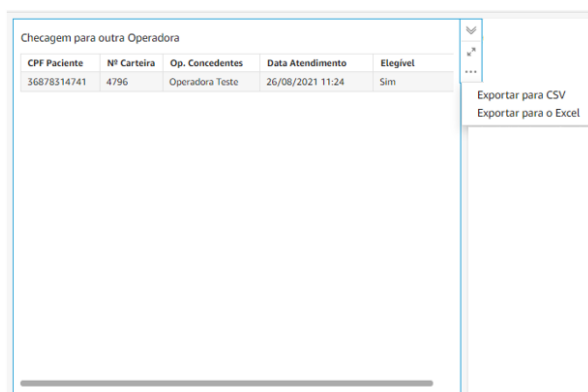 Checagem para outra Operadora
CPF Paciente Nº Carteira Op. Concedentes Data Atendimento Elegível
36878314741 4796 Operadora Teste 26/08/2021 11:24 Sim
Exportar para CSV
Exportar para o Excel